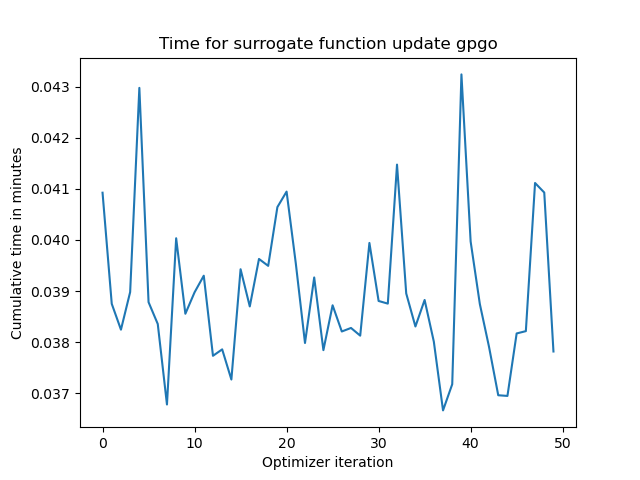 Time for surrogate function update gpgo
0.043
0.042
0.041
0.040
0.039
0.038
0.037
Cumulative time in minutes
0 10 20 30 40 50
Optimizer iteration